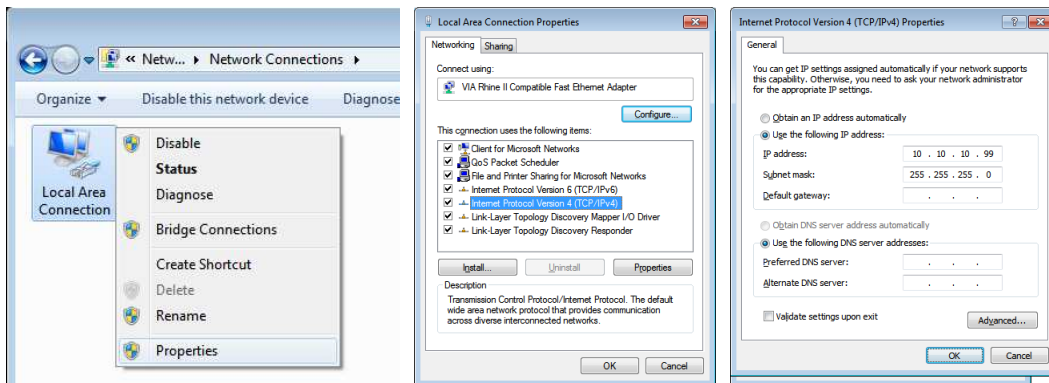 « Netw... ▸ Network Connections ▸
Organize ▾ Disable this network device Diagnose
Local Area
Connection
Disable
Status
Diagnose
Bridge Connections
Create Shortcut
Delete
Rename
Properties
Local Area Connection Properties
Networking Sharing
Connect using:
VIA Rhine II Compatible Fast Ethernet Adapter
Configure...
This connection uses the following items:
Client for Microsoft Networks
QoS Packet Scheduler
File and Printer Sharing for Microsoft Networks
Internet Protocol Version 6 (TCP/IPv6)
Internet Protocol Version 4 (TCP/IPv4)
Link-Layer Topology Discovery Mapper I/O Driver
Link-Layer Topology Discovery Responder
Install... Uninstall Properties
Description
Transmission Control Protocol/Internet Protocol. The default
wide area network protocol that provides communication
across diverse interconnected networks.
OK Cancel
Internet Protocol Version 4 (TCP/IPv4) Properties
General
You can get IP settings assigned automatically if your network supports
this capability. Otherwise, you need to ask your network administrator
for the appropriate IP settings.
Obtain an IP address automatically
Use the following IP address:
IP address: 10 . 10 . 10 . 99
Subnet mask: 255 . 255 . 255 . 0
Default gateway: . . .
Obtain DNS server address automatically
Use the following DNS server addresses:
Preferred DNS server: . . .
Alternate DNS server: . . .
Validate settings upon exit
Advanced...
OK Cancel